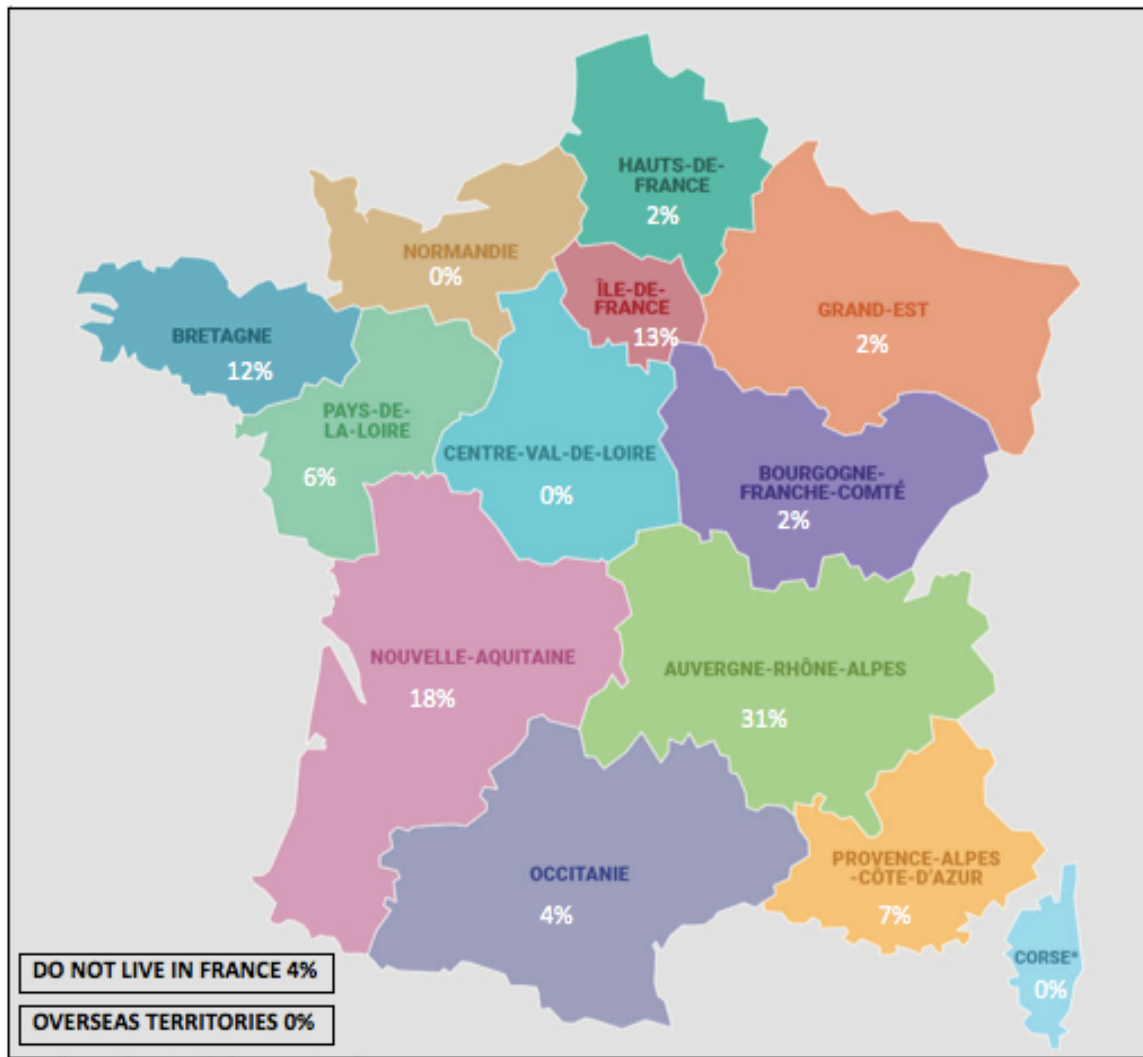 HAUTS-DE-
FRANCE
2%
NORMANDIE
0%
ÎLE-DE-
FRANCE
13%
GRAND-EST
2%
BRETAGNE
12%
PAYS-DE-
LA-LOIRE
6%
CENTRE-VAL-DE-LOIRE
0%
BOURGOGNE-
FRANCHE-COMTÉ
2%
NOUVELLE-AQUITAINE
18%
AUVERGNE-RHÔNE-ALPES
31%
OCCITANIE
4%
PROVENCE-ALPES
-CÔTE-D'AZUR
7%
CORSE*
0%
DO NOT LIVE IN FRANCE 4%
OVERSEAS TERRITORIES 0%